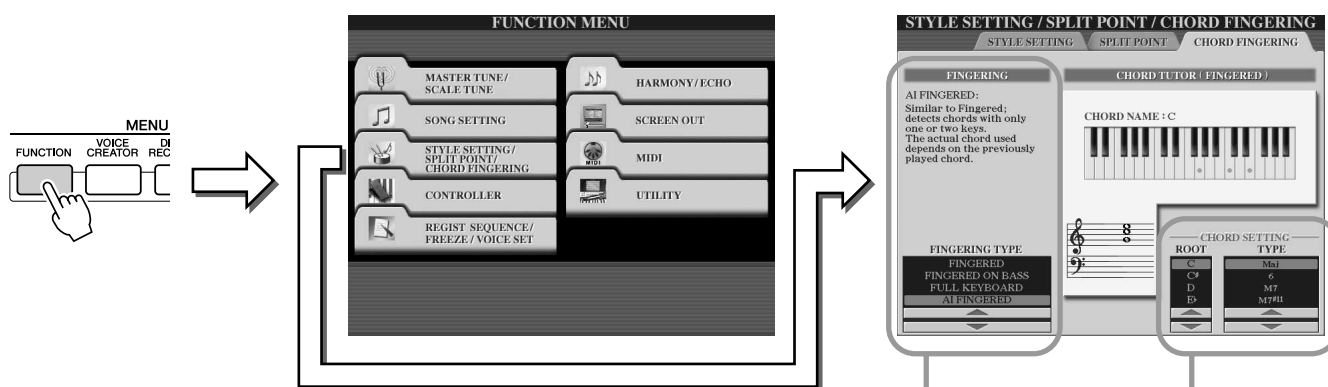 MENU
FUNCTION
VOICE
CREATOR
DI
REC
FUNCTION MENU
MASTER TUNE/
SCALE TUNE
SONG SETTING
STYLE SETTING/
SPLIT POINT/
CHORD FINGERING
CONTROLLER
REGIST SEQUENCE/
FREEZE / VOICE SET
HARMONY/ECHO
SCREEN OUT
MIDI
MIDI
UTILITY
STYLE SETTING / SPLIT POINT / CHORD FINGERING
STYLE SETTING
SPLIT POINT
CHORD FINGERING
FINGERING
AI FINGERED:
Similar to Fingered;
detects chords with only
one or two keys.
The actual chord used
depends on the previously
played chord.
FINGERING TYPE
FINGERED
FINGERED ON BASS
FULL KEYBOARD
AI FINGERED
CHORD TUTOR ( FINGERED )
CHORD NAME : C
CHORD SETTING
ROOT
C
C#
D
E♭
TYPE
Maj
6
M7
M7#11